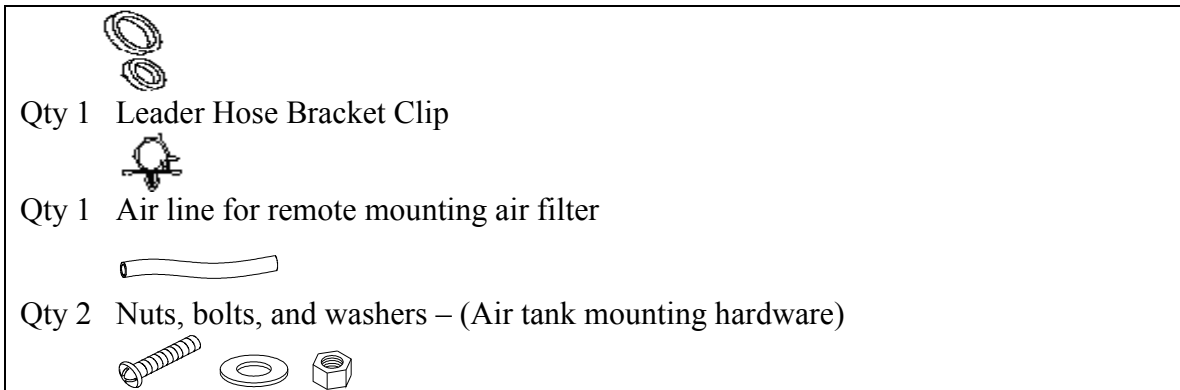 Qty 1 Leader Hose Bracket Clip
Qty 1 Air line for remote mounting air filter
Qty 2 Nuts, bolts, and washers – (Air tank mounting hardware)